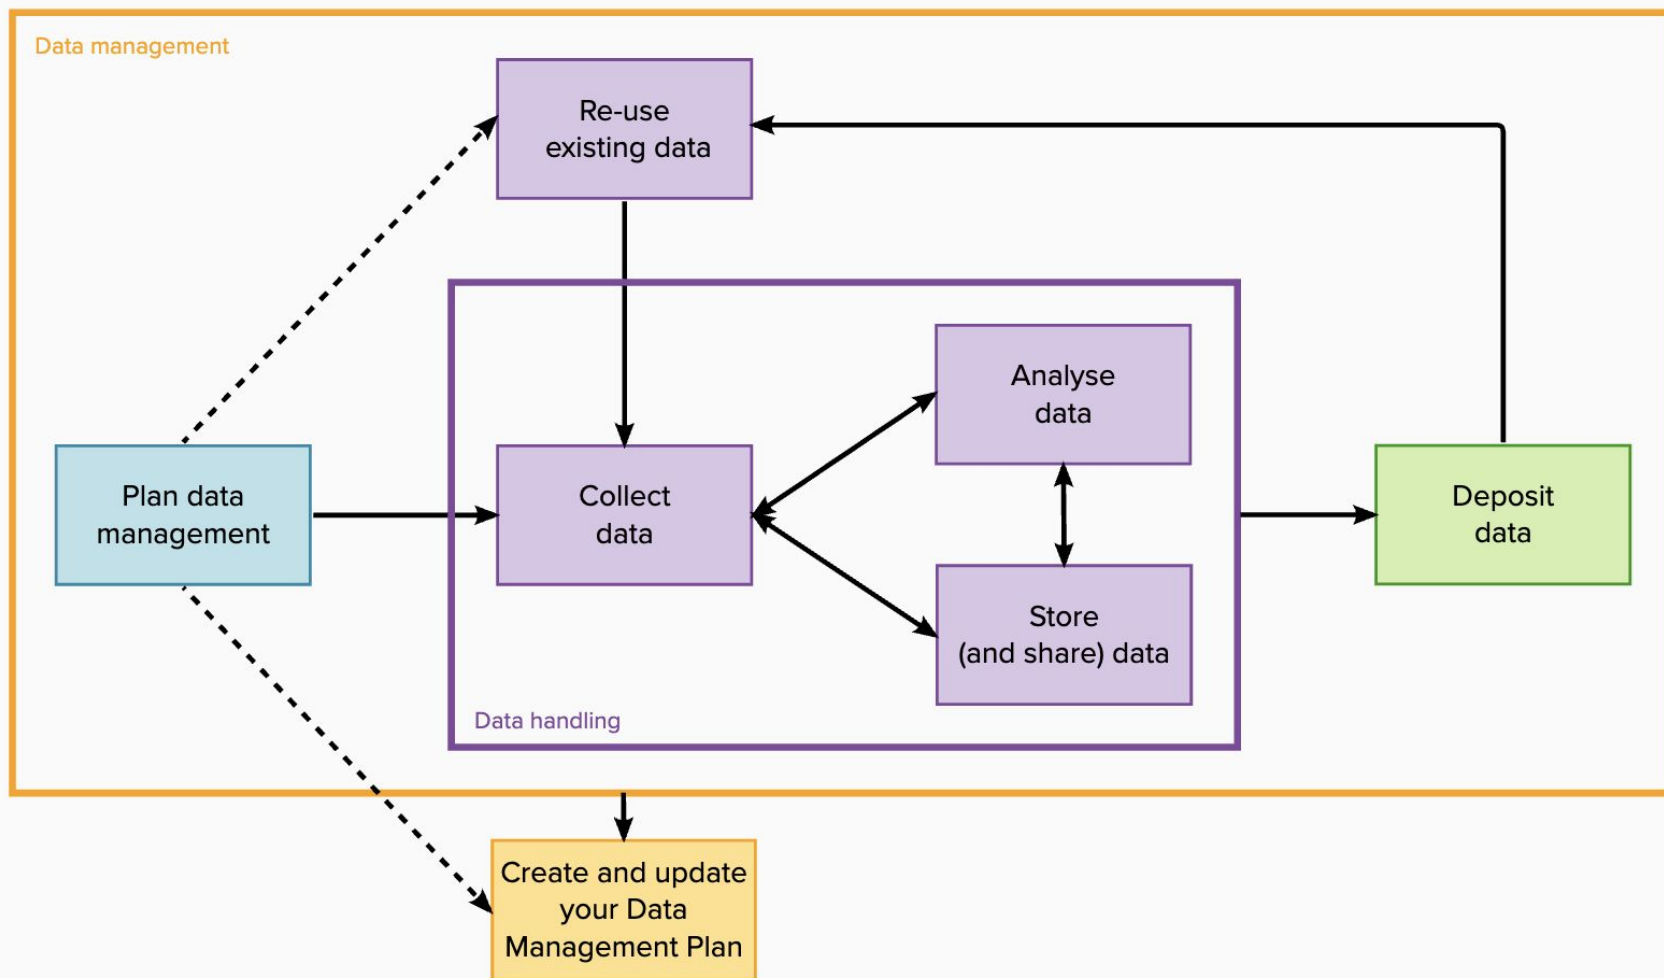 Data management
Re-use
existing data
Analyse
data
Plan data
management
Collect
data
Deposit
data
Store
(and share) data
Data handling
Create and update
your Data
Management Plan